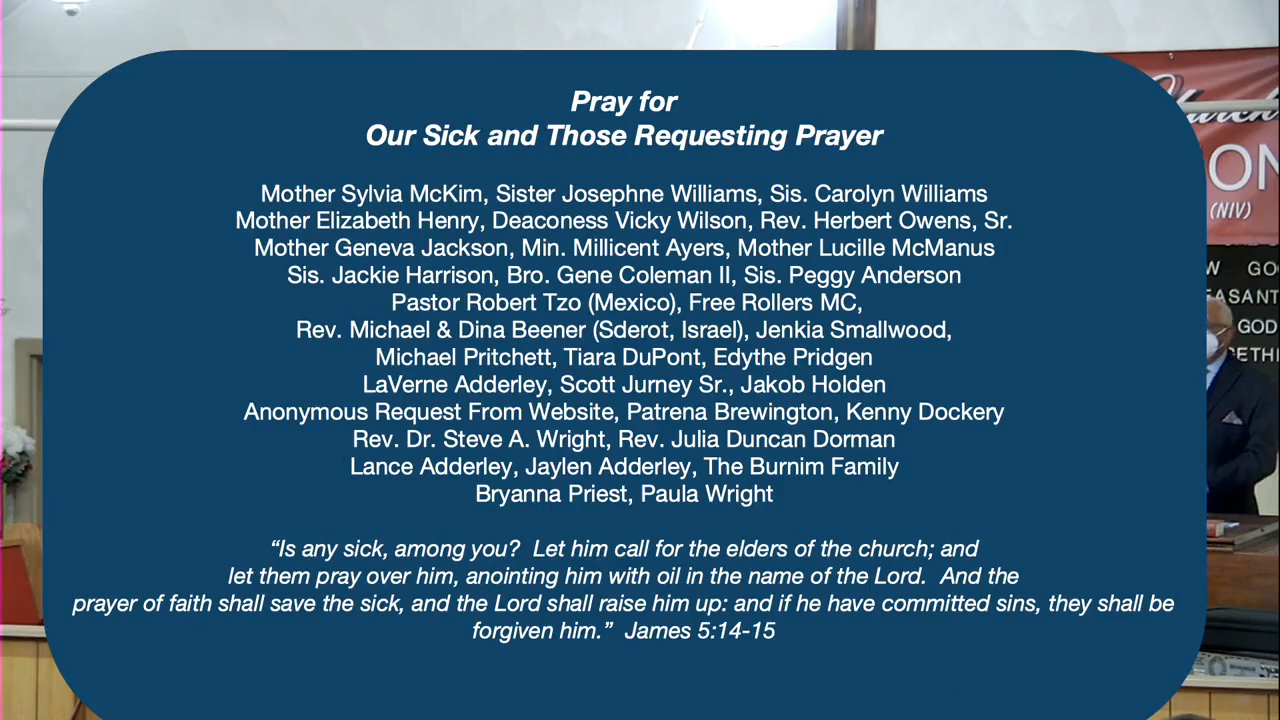 Pray for
Our Sick and Those Requesting Prayer
Mother Sylvia McKim, Sister Josephne Williams, Sis. Carolyn Williams
Mother Elizabeth Henry, Deaconess Vicky Wilson, Rev. Herbert Owens, Sr.
Mother Geneva Jackson, Min. Millicent Ayers, Mother Lucille McManus
Sis. Jackie Harrison, Bro. Gene Coleman II, Sis. Peggy Anderson
Pastor Robert Tzo (Mexico), Free Rollers MC,
Rev. Michael & Dina Beener (Sderot, Israel), Jenkia Smallwood,
Michael Pritchett, Tiara DuPont, Edythe Pridgen
LaVerne Adderley, Scott Jurney Sr., Jakob Holden
Anonymous Request From Website, Patrena Brewington, Kenny Dockery
Rev. Dr. Steve A. Wright, Rev. Julia Duncan Dorman
Lance Adderley, Jaylen Adderley, The Burnim Family
Bryanna Priest, Paula Wright
“Is any sick, among you?  Let him call for the elders of the church; and
let them pray over him, anointing him with oil in the name of the Lord.  And the
prayer of faith shall save the sick, and the Lord shall raise him up: and if he have committed sins, they shall be
forgiven him.”  James 5:14-15
Church
ON
(NIV)
W GO
EASANT
GOD
GETH